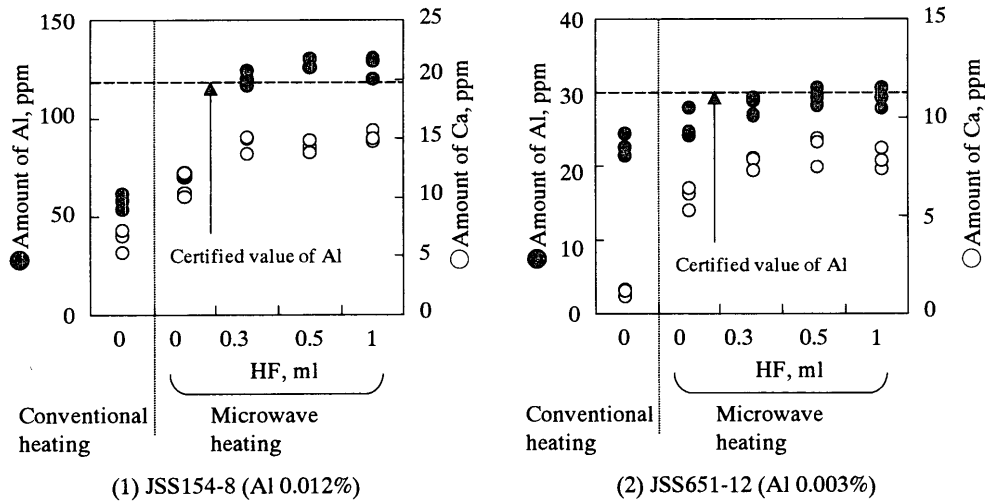 150
100
50
0
Amount of Al, ppm
25
20
15
10
5
0
Amount of Ca, ppm
Certified value of Al
0 0 0.3 0.5 1
HF, ml
Conventional heating
Microwave heating
(1) JSS154-8 (Al 0.012%)
40
30
20
10
0
Amount of Al, ppm
15
10
5
0
Amount of Ca, ppm
Certified value of Al
0 0 0.3 0.5 1
HF, ml
Conventional heating
Microwave heating
(2) JSS651-12 (Al 0.003%)